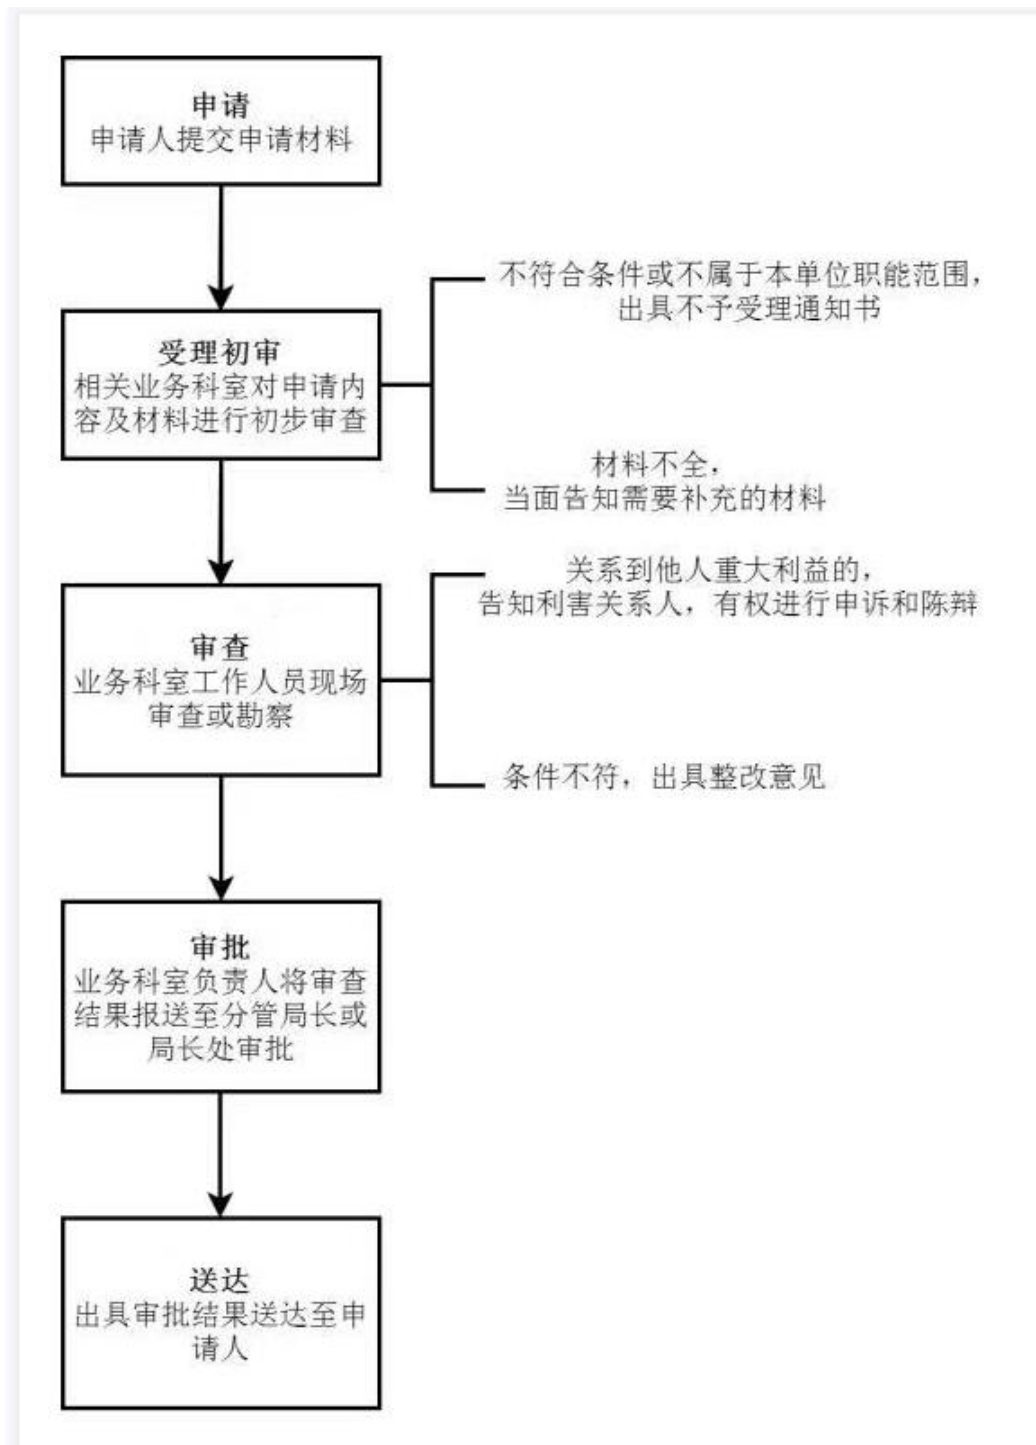 申请
申请人提交申请材料
不符合条件或不属于本单位职能范围，
出具不予受理通知书
受理初审
相关业务科室对申请内
容及材料进行初步审查
材料不全，
当面告知需要补充的材料
关系到他人重大利益的，
告知利害关系人，有权进行申诉和陈辩
审查
业务科室工作人员现场
审查或勘察
条件不符，出具整改意见
审批
业务科室负责人将审查
结果报送至分管局长或
局长处审批
送达
出具审批结果送达至申
请人